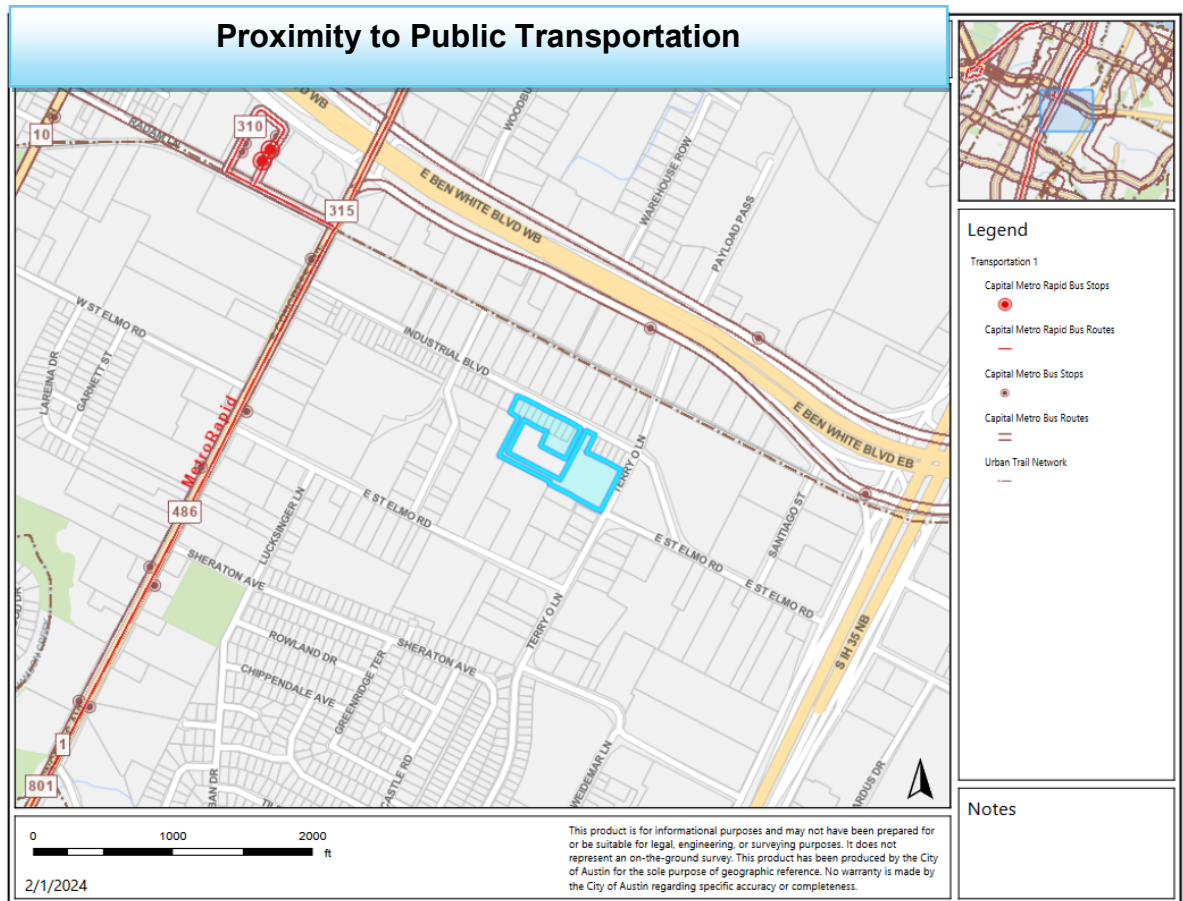 Proximity to Public Transportation
10
RADAM LN
310
WB
WAREHOUSE ROW
PAYLOAD PASS
E BEN WHITE BLVD WB
315
W ST ELMO RD
INDUSTRIAL BLVD
LAREINA DR
GARNETT ST
MetroRapid
E BEN WHITE BLVD EB
TERRY O LN
486
LUCKSINGER LN
E ST ELMO RD
SANTIAGO ST
E ST ELMO RD
E ST ELMO RD
SHERATON AVE
ROWLAND DR
SHERATON AVE
TERRY O LN
CHIPPENDALE AVE
GREENRIDGE TER
S IH 35 NB
1
801
CASTLE RD
WEIDEMAR LN
ARDUS DR
Legend
Transportation 1
Capital Metro Rapid Bus Stops
Capital Metro Rapid Bus Routes
Capital Metro Bus Stops
Capital Metro Bus Routes
Urban Trail Network
Notes
0 1000 2000
ft
2/1/2024
This product is for informational purposes and may not have been prepared for
or be suitable for legal, engineering, or surveying purposes. It does not
represent an on-the-ground survey. This product has been produced by the City
of Austin for the sole purpose of geographic reference. No warranty is made by
the City of Austin regarding specific accuracy or completeness.